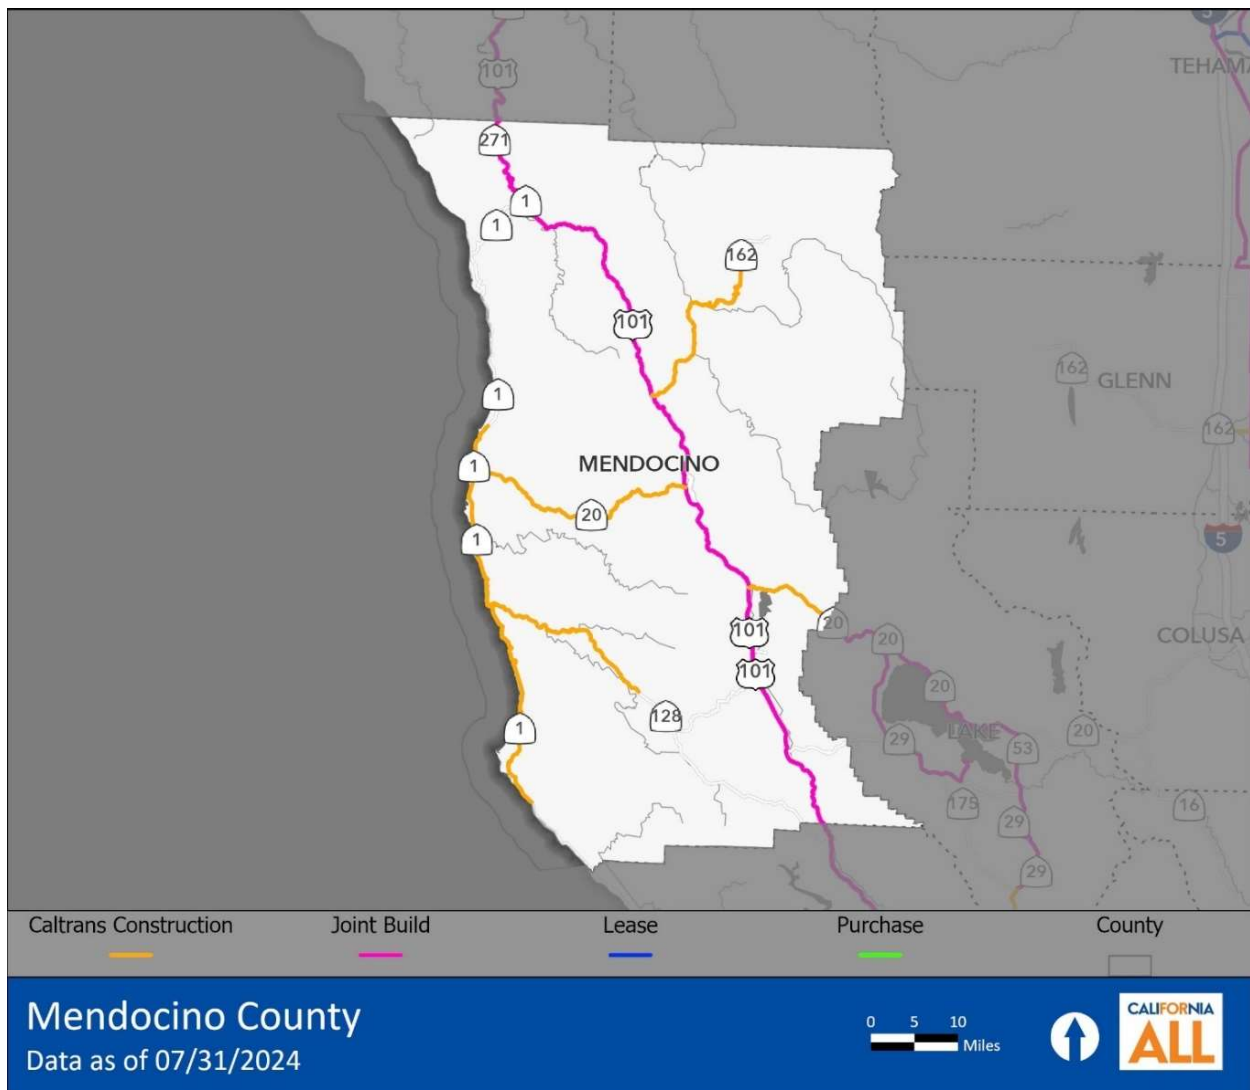 5
101
TEHAMA
271
1
1
162
101
162
GLENN
1
162
MENDOCINO
1
20
5
1
20
101
20
COLUSA
101
20
128
1
29
LAKE
53
20
175
29
16
29
Caltrans Construction
Joint Build
Lease
Purchase
County
Mendocino County
Data as of 07/31/2024
0 5 10
Miles
CALIFORNIA
ALL